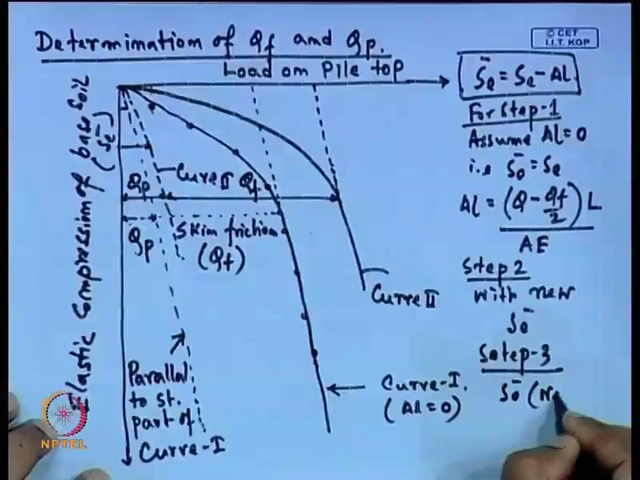 Determination of Qf and Qp.
© CET
I.I.T. KGP
Load on Pile top
Elastic Compression of base Soil
(S̄e)
Qp
Curve II
Qf
Qp
Skin friction
(Qf)
Curve II
Parallel
to st.
part of
Curve-I
Curve-I.
(Δl=0)
S̄e = Se - Δl
For Step-1
Assume Δl=0
i.e S̄e = Se
Δl = (Q - Qf/2) L
AE
Step 2
with new
S̄e
Sotep-3
S̄e (Ne